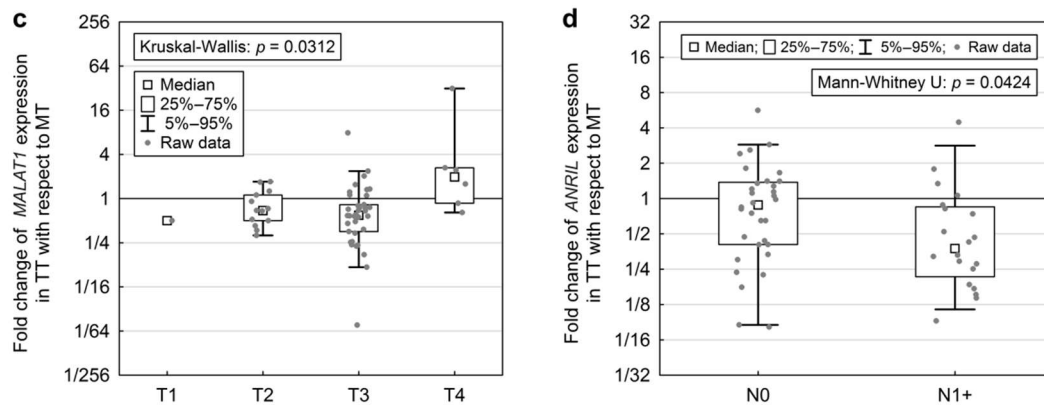 c
Fold change of MALAT1 expression
in TT with respect to MT
256
64
16
4
1
1/4
1/16
1/64
1/256
Kruskal-Wallis: p = 0.0312
Median
25%–75%
5%–95%
Raw data
T1
T2
T3
T4
d
Fold change of ANRIL expression
in TT with respect to MT
32
16
8
4
2
1
1/2
1/4
1/8
1/16
1/32
Median; 25%–75%; 5%–95%; Raw data
Mann-Whitney U: p = 0.0424
N0
N1+